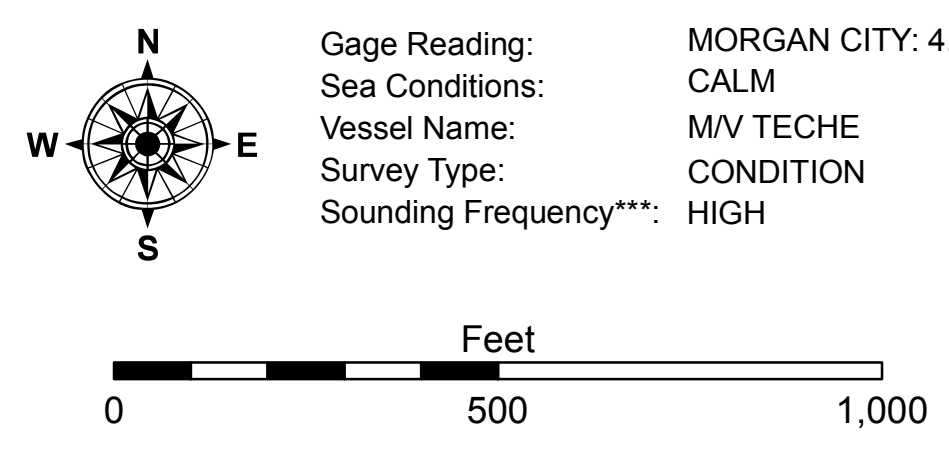 N
W E
S
Gage Reading: MORGAN CITY: 4.
Sea Conditions: CALM
Vessel Name: M/V TECHE
Survey Type: CONDITION
Sounding Frequency***: HIGH
Feet
0 500 1,000